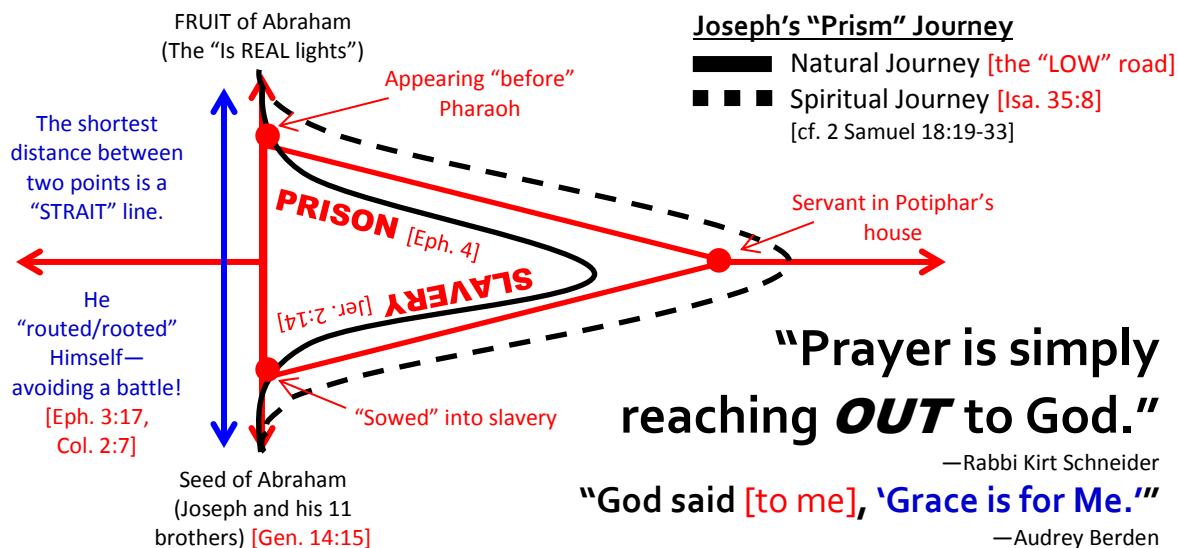 FRUIT of Abraham
(The “Is REAL lights”)
Joseph’s “Prism” Journey
Natural Journey [the “LOW” road]
Spiritual Journey [Isa. 35:8]
[cf. 2 Samuel 18:19-33]
Appearing “before”
Pharaoh
The shortest
distance between
two points is a
“STRAIT” line.
PRISON [Eph. 4]
Servant in Potiphar’s
house
SLAVERY [Jer. 2:14]
He
“routed/rooted”
Himself—
avoiding a battle!
[Eph. 3:17,
Col. 2:7]
“Sowed” into slavery
Seed of Abraham
(Joseph and his 11
brothers) [Gen. 14:15]
“Prayer is simply
reaching OUT to God.”
—Rabbi Kirt Schneider
“God said [to me], ‘Grace is for Me.’”
—Audrey Berden